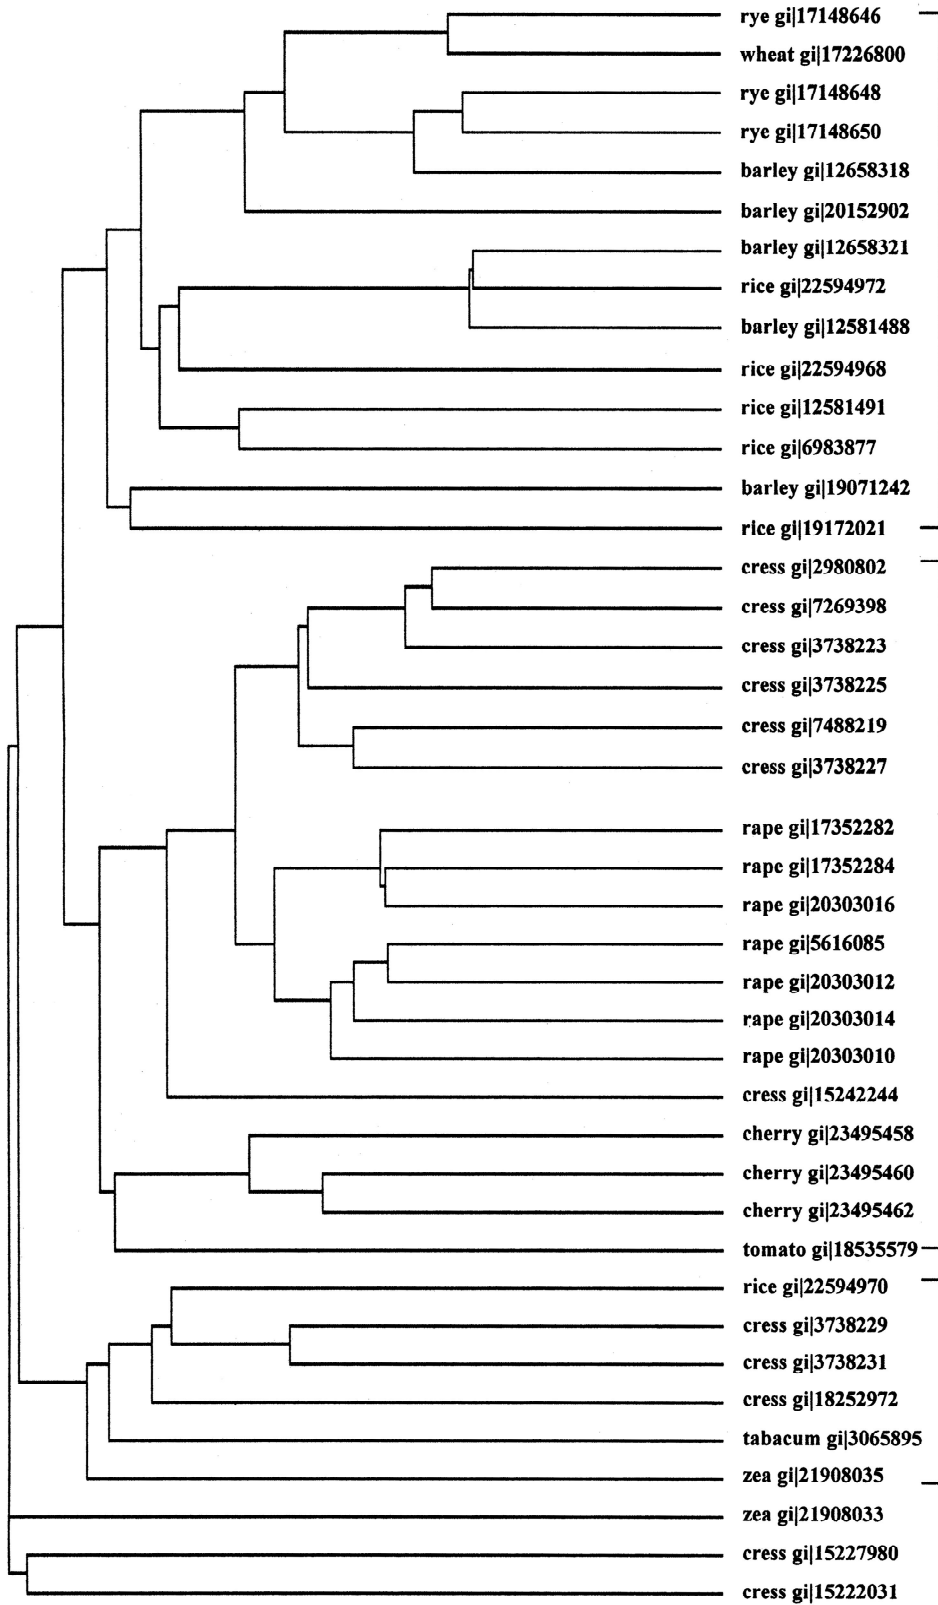 rye gi|17148646
wheat gi|17226800
rye gi|17148648
rye gi|17148650
barley gi|12658318
barley gi|20152902
barley gi|12658321
rice gi|22594972
barley gi|12581488
rice gi|22594968
rice gi|12581491
rice gi|6983877
barley gi|19071242
rice gi|19172021
cress gi|2980802
cress gi|7269398
cress gi|3738223
cress gi|3738225
cress gi|7488219
cress gi|3738227
rape gi|17352282
rape gi|17352284
rape gi|20303016
rape gi|5616085
rape gi|20303012
rape gi|20303014
rape gi|20303010
cress gi|15242244
cherry gi|23495458
cherry gi|23495460
cherry gi|23495462
tomato gi|18535579
rice gi|22594970
cress gi|3738229
cress gi|3738231
cress gi|18252972
tabacum gi|3065895
zea gi|21908035
zea gi|21908033
cress gi|15227980
cress gi|15222031